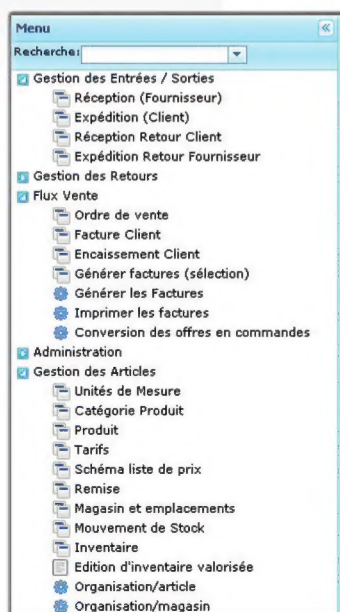 Menu
Recherche:
Gestion des Entrées / Sorties
Réception (Fournisseur)
Expédition (Client)
Réception Retour Client
Expédition Retour Fournisseur
Gestion des Retours
Flux Vente
Ordre de vente
Facture Client
Encaissement Client
Générer factures (sélection)
Générer les Factures
Imprimer les factures
Conversion des offres en commandes
Administration
Gestion des Articles
Unités de Mesure
Catégorie Produit
Produit
Tarifs
Schéma liste de prix
Remise
Magasin et emplacements
Mouvement de Stock
Inventaire
Edition d'inventaire valorisée
Organisation/article
Organisation/magasin